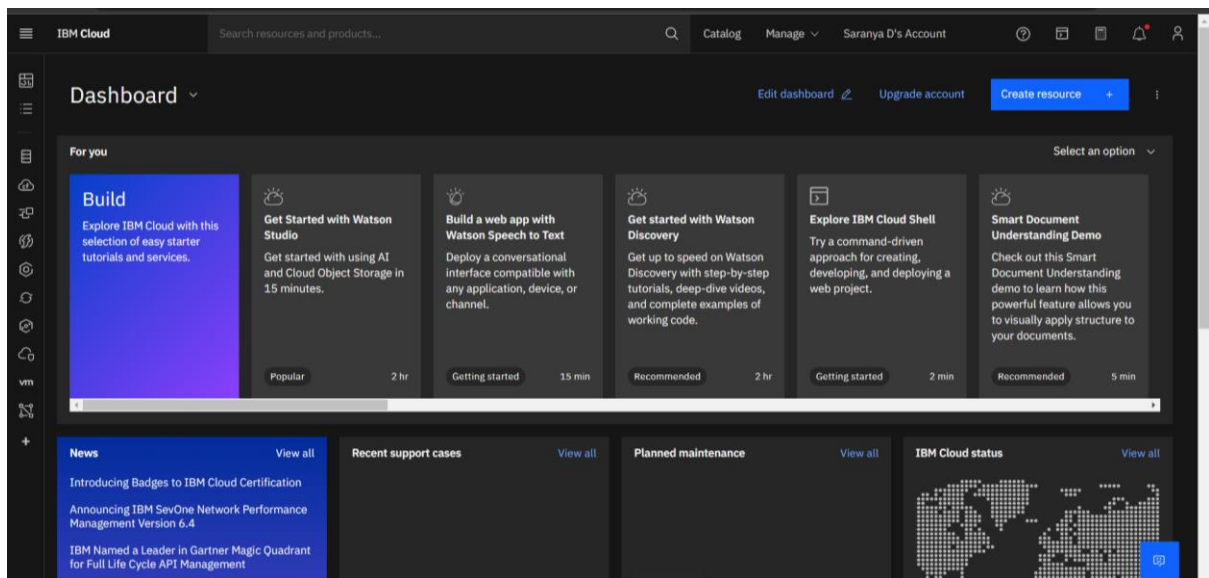 IBM Cloud
Search resources and products...
Catalog
Manage
Saranya D's Account
Dashboard
Edit dashboard
Upgrade account
Create resource +
For you
Select an option
Build
Explore IBM Cloud with this
selection of easy starter
tutorials and services.
Get Started with Watson
Studio
Get started with using AI
and Cloud Object Storage in
15 minutes.
Popular
2 hr
Build a web app with
Watson Speech to Text
Deploy a conversational
interface compatible with
any application, device, or
channel.
Getting started
15 min
Get started with Watson
Discovery
Get up to speed on Watson
Discovery with step-by-step
tutorials, deep-dive videos,
and complete examples of
working code.
Recommended
2 hr
Explore IBM Cloud Shell
Try a command-driven
approach for creating,
developing, and deploying a
web project.
Getting started
2 min
Smart Document
Understanding Demo
Check out this Smart
Document Understanding
demo to learn how this
powerful feature allows you
to visually apply structure to
your documents.
Recommended
5 min
vm
News
View all
Introducing Badges to IBM Cloud Certification
Announcing IBM SevOne Network Performance
Management Version 6.4
IBM Named a Leader in Gartner Magic Quadrant
for Full Life Cycle API Management
Recent support cases
View all
Planned maintenance
View all
IBM Cloud status
View all